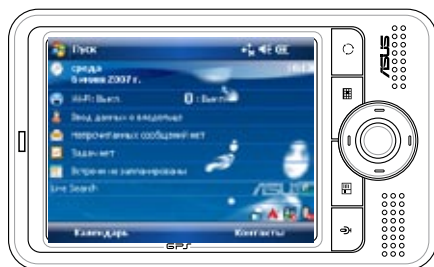 Пуск
среда
6 июня 2007 г.
Wi-Fi: Выкл. : Выкл.
Ввод данных о владельце
Непрочитанных сообщений нет
Задач нет
Встречи не запланированы
Live Search
Календарь Контакты
GPS
ASUS